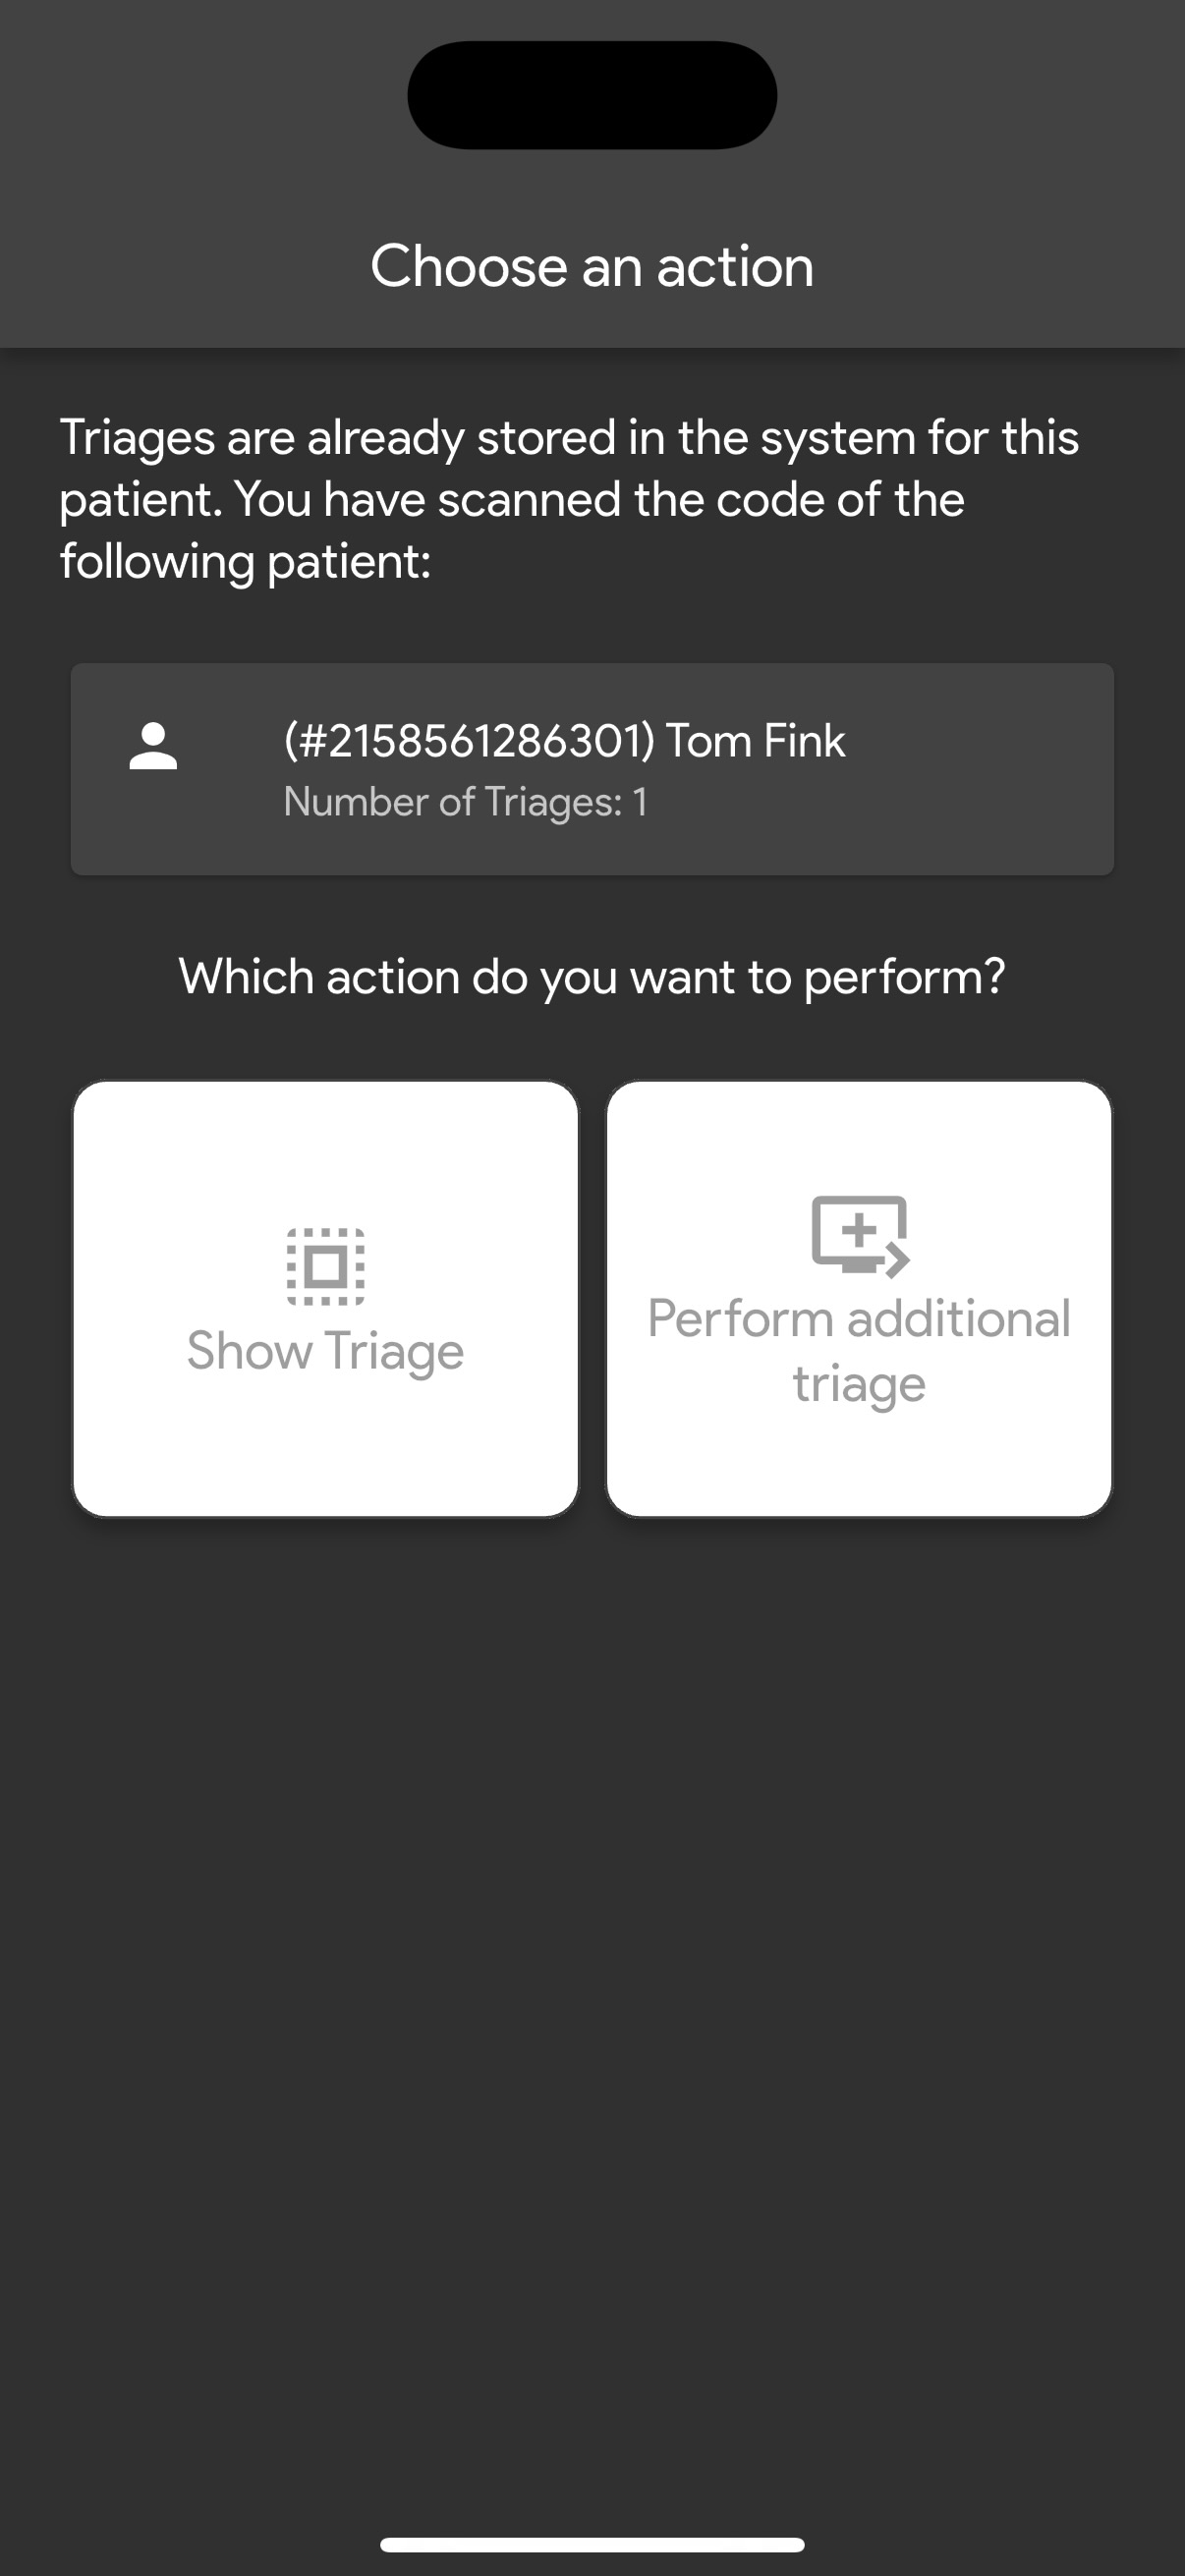 Choose an action
Triages are already stored in the system for this
patient. You have scanned the code of the
following patient:
(#2158561286301) Tom Fink
Number of Triages: 1
Which action do you want to perform?
Show Triage
Perform additional
triage